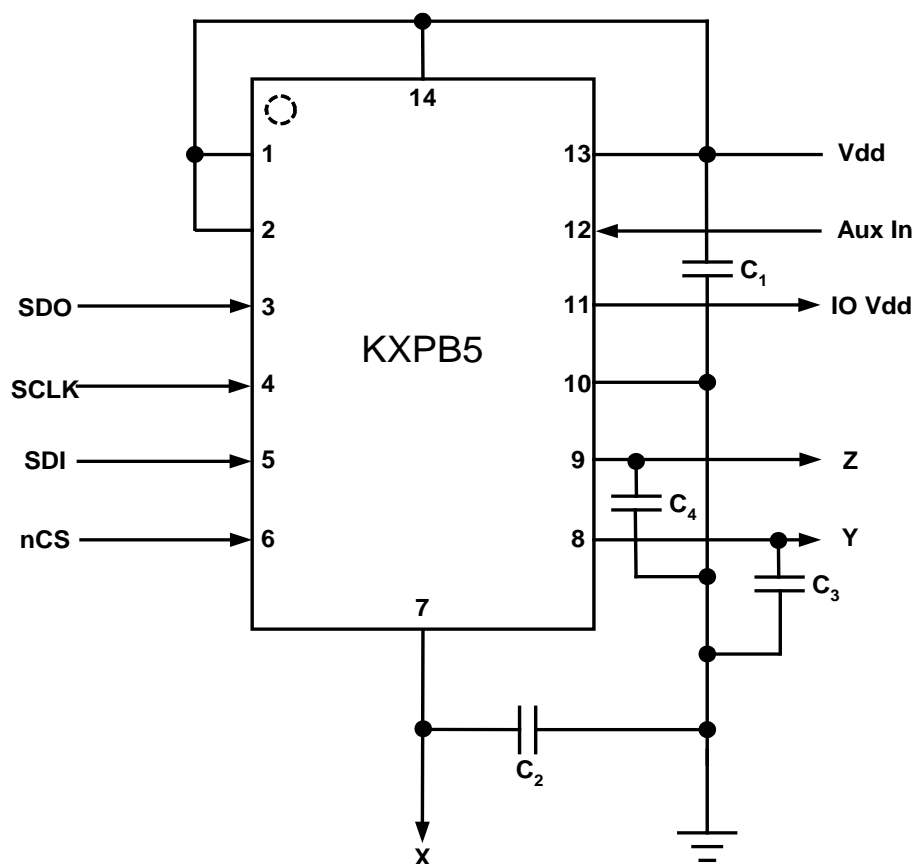 14
1
13
Vdd
2
12
Aux In
C1
SDO
3
11
IO Vdd
KXPB5
SCLK
4
10
SDI
5
9
Z
C4
nCS
6
8
Y
C3
7
C2
X